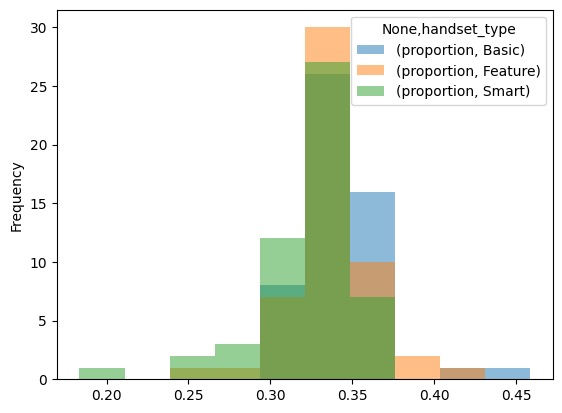 None,handset_type
(proportion, Basic)
(proportion, Feature)
(proportion, Smart)
Frequency
30
25
20
15
10
5
0
0.20 0.25 0.30 0.35 0.40 0.45